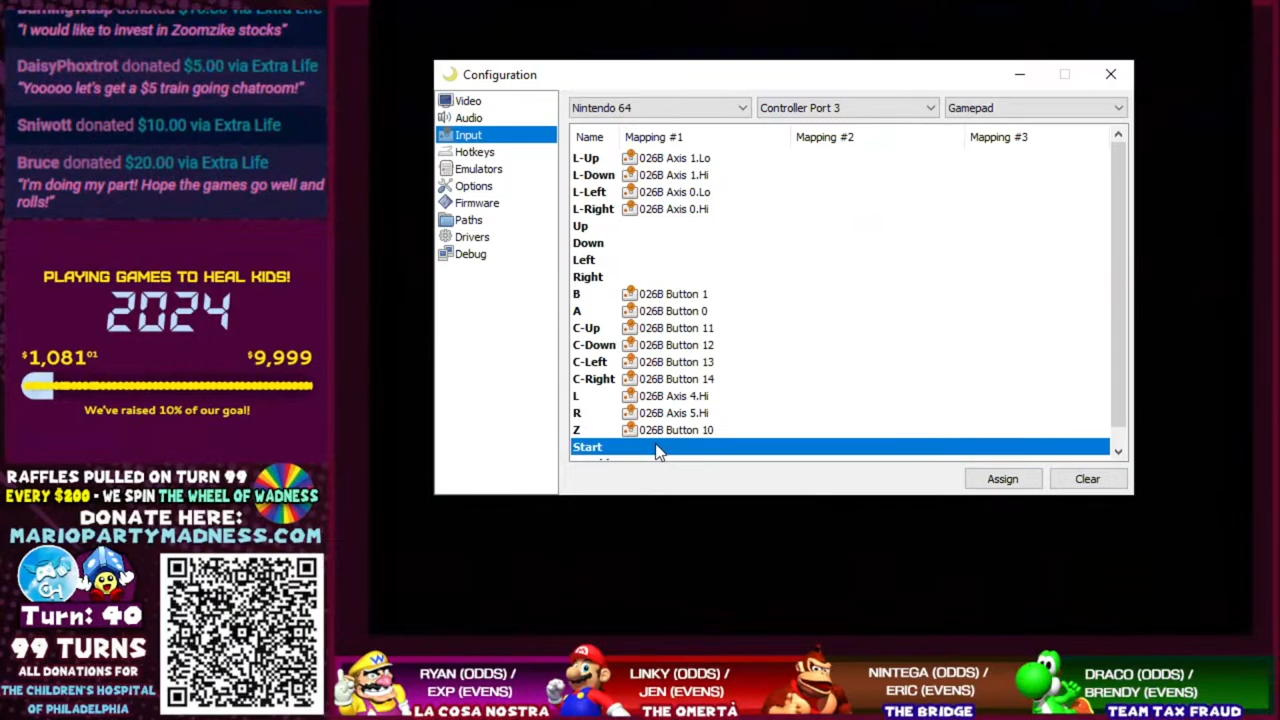 BurningWasp donated $10.00 via Extra Life
"I would like to invest in Zoomzike stocks"
DaisyPhoxtrot donated $5.00 via Extra Life
"Yooooo let's get a $5 train going chatroom!"
Sniwott donated $10.00 via Extra Life
Bruce donated $20.00 via Extra Life
"I'm doing my part! Hope the games go well and
rolls!"
PLAYING GAMES TO HEAL KIDS!
2024
$1,081.01 $9,999
We've raised 10% of our goal!
RAFFLES PULLED ON TURN 99
EVERY $200 - WE SPIN THE WHEEL OF WADNESS
DONATE HERE:
MARIOPARTYMADNESS.COM
CH
Turn: 40
99 TURNS
ALL DONATIONS FOR
THE CHILDREN'S HOSPITAL
OF PHILADELPHIA
Configuration
Video
Audio
Input
Hotkeys
Emulators
Options
Firmware
Paths
Drivers
Debug
Nintendo 64 Controller Port 3 Gamepad
Name Mapping #1 Mapping #2 Mapping #3
L-Up 026B Axis 1.Lo
L-Down 026B Axis 1.Hi
L-Left 026B Axis 0.Lo
L-Right 026B Axis 0.Hi
Up
Down
Left
Right
B 026B Button 1
A 026B Button 0
C-Up 026B Button 11
C-Down 026B Button 12
C-Left 026B Button 13
C-Right 026B Button 14
L 026B Axis 4.Hi
R 026B Axis 5.Hi
Z 026B Button 10
Start
Assign Clear
RYAN (ODDS) /
EXP (EVENS)
LA COSA NOSTRA
LINKY (ODDS) /
JEN (EVENS)
THE OMERTÀ
NINTEGA (ODDS) /
ERIC (EVENS)
THE BRIDGE
DRACO (ODDS) /
BRENDY (EVENS)
TEAM TAX FRAUD